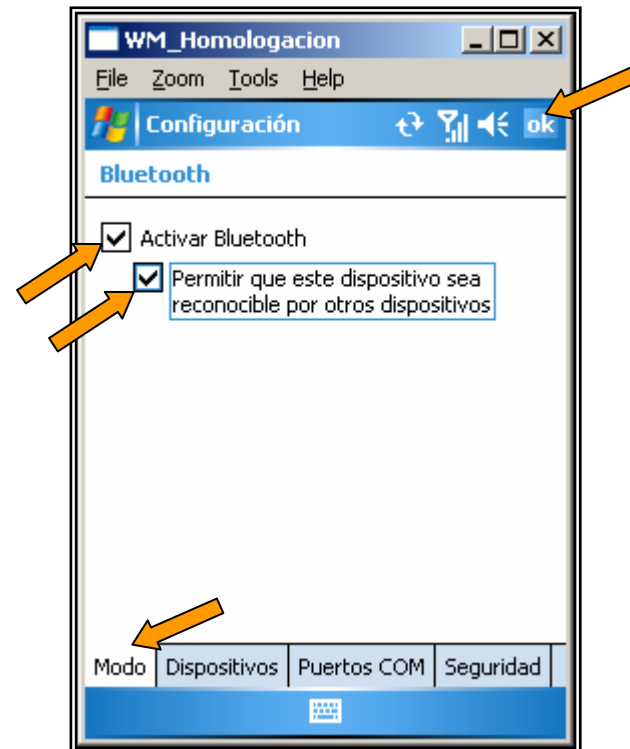 WM_Homologacion
File Zoom Tools Help
Configuración ok
Bluetooth
Activar Bluetooth
Permitir que este dispositivo sea
reconocible por otros dispositivos
Modo Dispositivos Puertos COM Seguridad